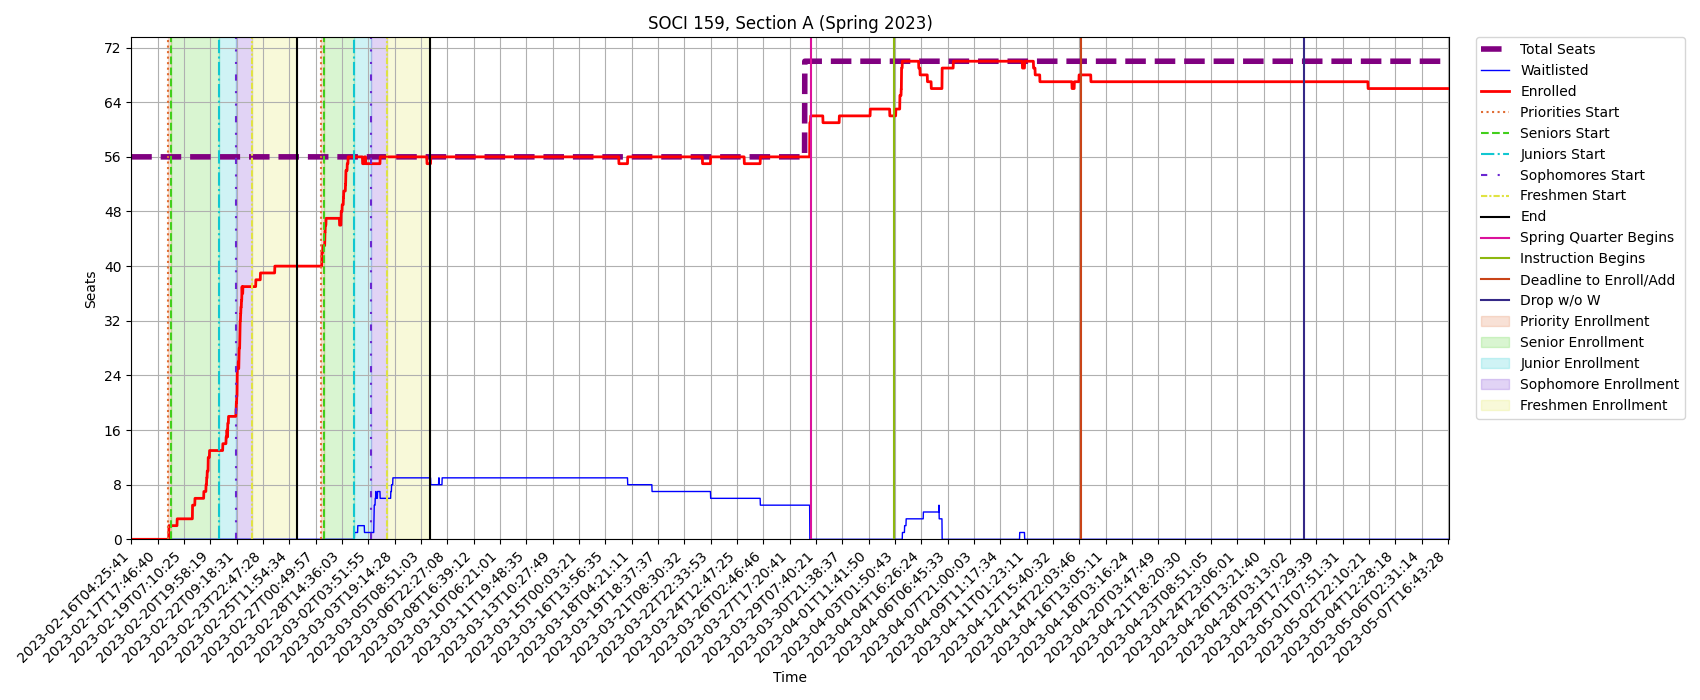 SOCI 159, Section A (Spring 2023)
Seats
72
64
56
48
40
32
24
16
8
0
2023-02-16T04:25:41
2023-02-17T17:46:40
2023-02-19T07:10:25
2023-02-20T19:58:19
2023-02-22T09:18:31
2023-02-23T22:47:28
2023-02-25T11:54:34
2023-02-27T00:49:57
2023-02-28T14:36:03
2023-03-02T03:51:55
2023-03-03T19:14:28
2023-03-05T08:51:03
2023-03-06T22:27:08
2023-03-08T16:39:12
2023-03-10T06:21:01
2023-03-11T19:48:35
2023-03-13T10:27:49
2023-03-15T00:03:21
2023-03-16T13:56:35
2023-03-18T04:21:11
2023-03-19T18:37:37
2023-03-21T08:30:32
2023-03-22T22:33:53
2023-03-24T12:47:25
2023-03-26T02:46:46
2023-03-27T17:20:41
2023-03-29T07:40:21
2023-03-30T21:38:37
2023-04-01T11:41:50
2023-04-03T01:50:43
2023-04-04T16:26:24
2023-04-06T06:45:33
2023-04-07T21:00:03
2023-04-09T11:17:34
2023-04-11T01:23:11
2023-04-12T15:40:32
2023-04-14T22:03:46
2023-04-16T13:05:11
2023-04-18T03:16:24
2023-04-20T03:47:49
2023-04-21T18:20:30
2023-04-23T08:51:05
2023-04-24T23:06:01
2023-04-26T13:21:40
2023-04-28T03:13:02
2023-04-29T17:29:39
2023-05-01T07:51:31
2023-05-02T22:10:21
2023-05-04T12:28:18
2023-05-06T02:31:14
2023-05-07T16:43:28
Time
Total Seats
Waitlisted
Enrolled
Priorities Start
Seniors Start
Juniors Start
Sophomores Start
Freshmen Start
End
Spring Quarter Begins
Instruction Begins
Deadline to Enroll/Add
Drop w/o W
Priority Enrollment
Senior Enrollment
Junior Enrollment
Sophomore Enrollment
Freshmen Enrollment